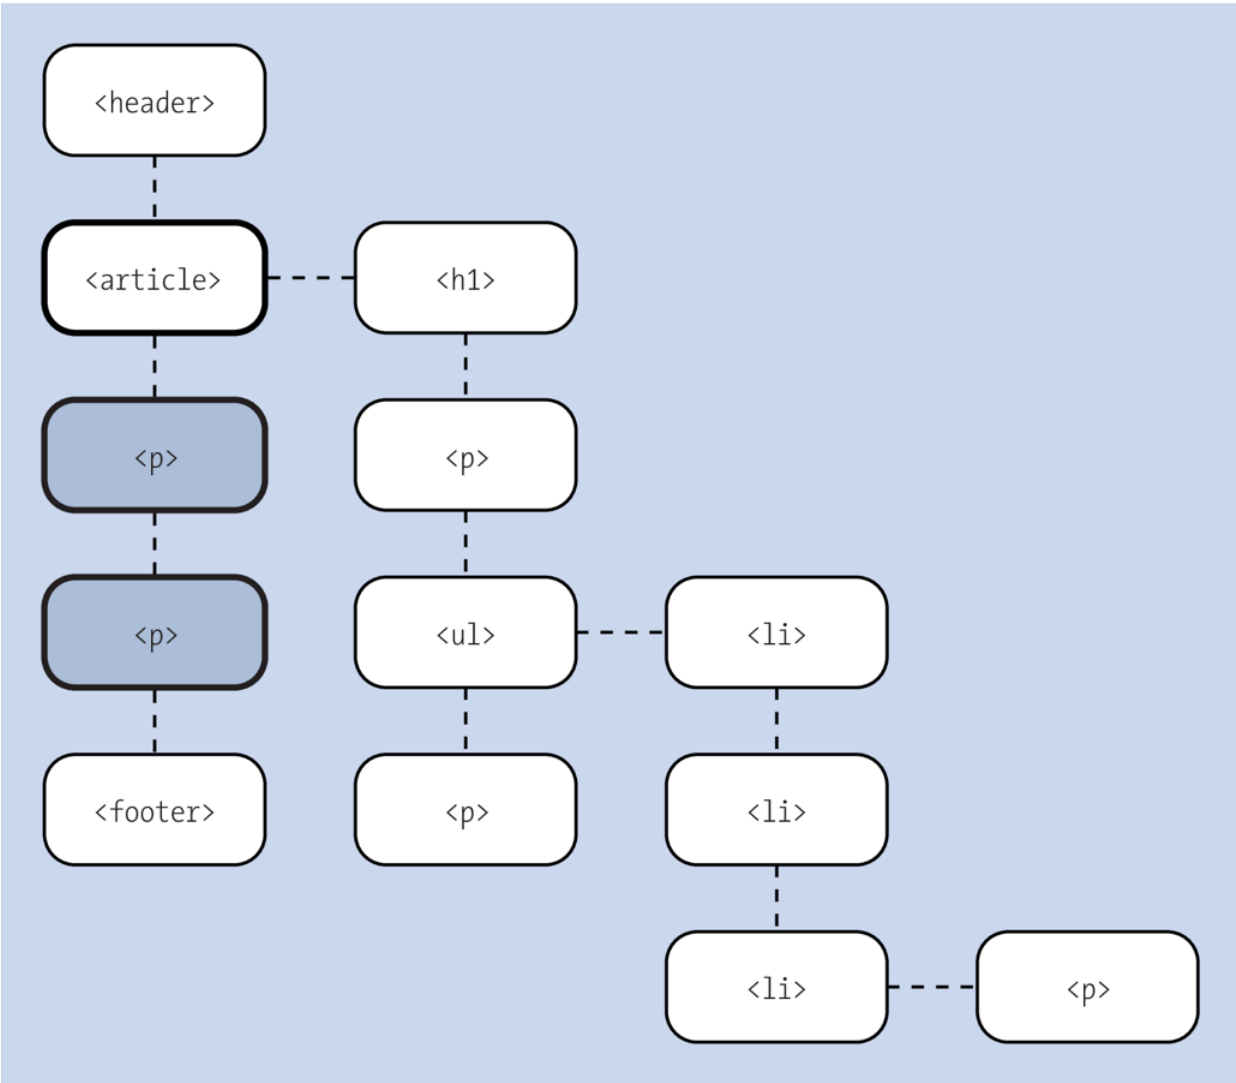 <header>
<article>
<h1>
<p>
<p>
<p>
<ul>
<li>
<footer>
<p>
<li>
<li>
<p>